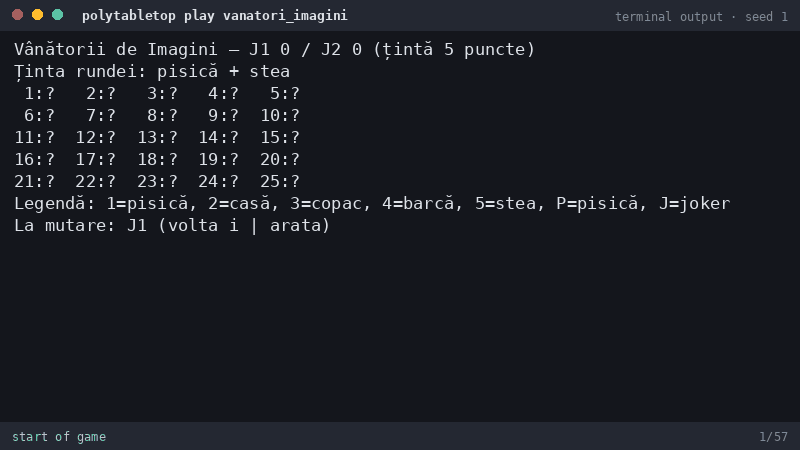 polytabletop play vanatori_imagini
terminal output · seed 1
Vânătorii de Imagini — J1 0 / J2 0 (țintă 5 puncte)
Ținta rundei: pisică + stea
1:? 2:? 3:? 4:? 5:?
6:? 7:? 8:? 9:? 10:?
11:? 12:? 13:? 14:? 15:?
16:? 17:? 18:? 19:? 20:?
21:? 22:? 23:? 24:? 25:?
Legendă: 1=pisică, 2=casă, 3=copac, 4=barcă, 5=stea, P=pisică, J=joker
La mutare: J1 (volta i | arata)
start of game
1/57